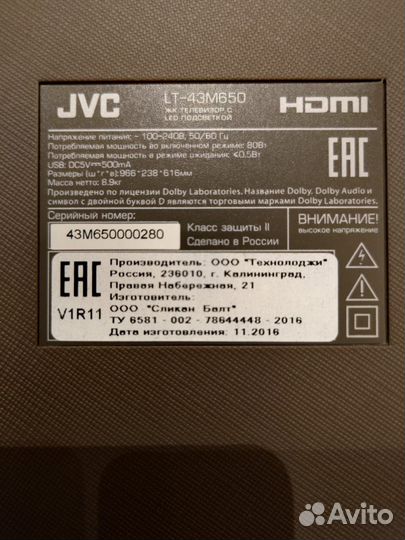 JVC
LT-43M650
ЖК ТЕЛЕВИЗОР С
LED ПОДСВЕТКОЙ
HDMI
Напряжение питания: ~ 100-240В, 50/60 Гц
Потребляемая мощность во включенном режиме: 80Вт
Потребляемая мощность в режиме ожидания: <0.5Вт
USB: DC5V⎓500mA
Размеры (ш*г*в):966*238*616мм
Масса нетто: 8.9кг
EAC
Произведено по лицензии Dolby Laboratories. Название Dolby, Dolby Audio и
символ с двойной буквой D являются торговыми марками Dolby Laboratories.
Серийный номер:
43M650000280
Класс защиты II
Сделано в России
ВНИМАНИЕ!
высокое напряжение
EAC
V1R11
Производитель: ООО "Технолоджи"
Россия, 236010, г. Калининград,
Правая Набережная, 21
Изготовитель:
ООО "Сликан Балт"
ТУ 6581 - 002 - 78644448 - 2016
Дата изготовления: 11.2016
Avito